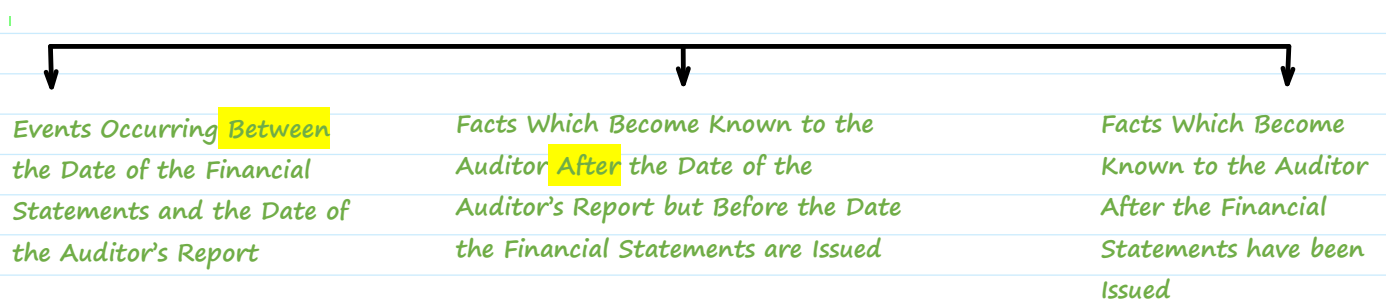 Events Occurring Between
the Date of the Financial
Statements and the Date of
the Auditor's Report
Facts Which Become Known to the
Auditor After the Date of the
Auditor's Report but Before the Date
the Financial Statements are Issued
Facts Which Become
Known to the Auditor
After the Financial
Statements have been
Issued